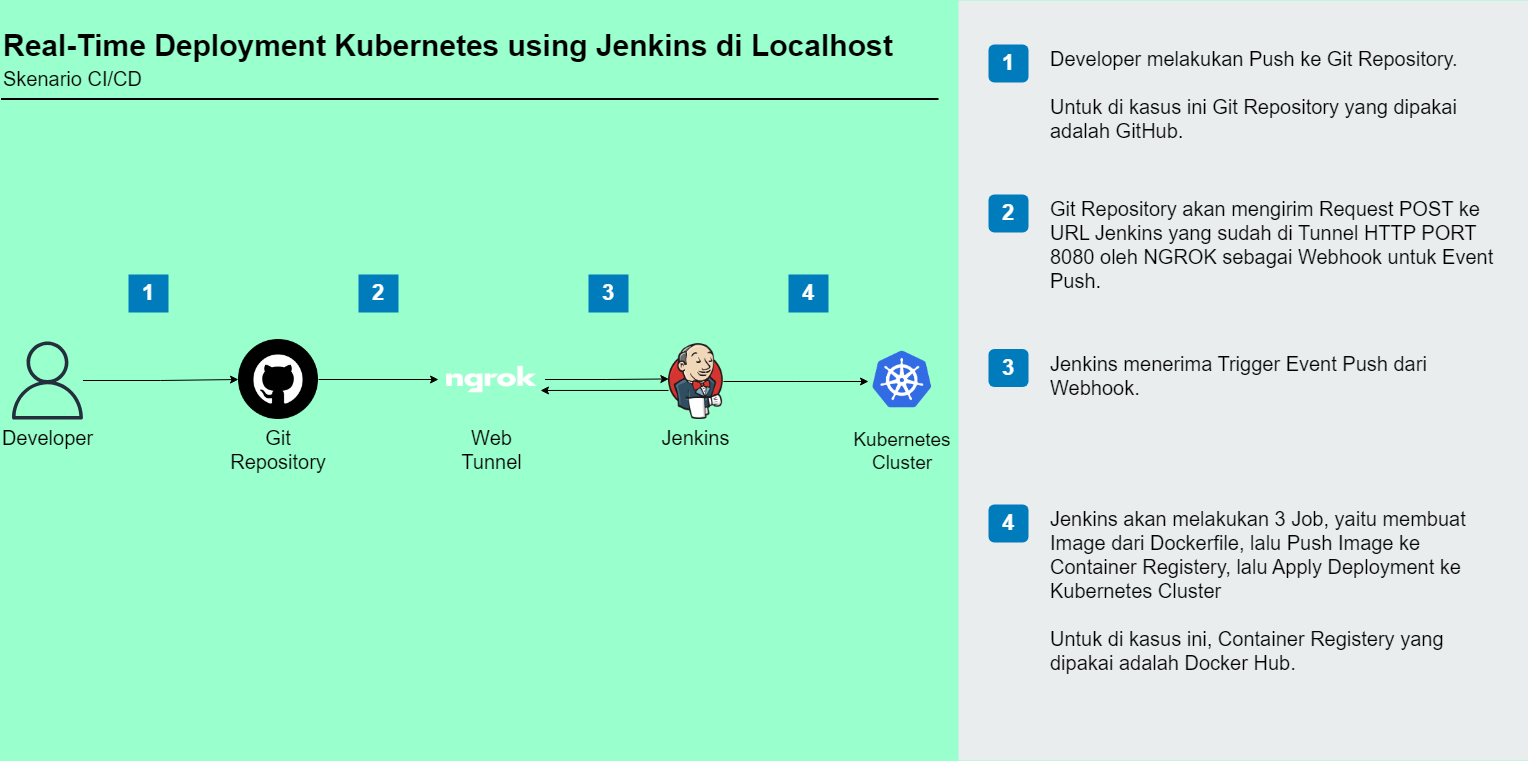 Real-Time Deployment Kubernetes using Jenkins di Localhost
Skenario CI/CD
1
2
3
4
ngrok
Developer
Git
Repository
Web
Tunnel
Jenkins
Kubernetes
Cluster
1
Developer melakukan Push ke Git Repository.
Untuk di kasus ini Git Repository yang dipakai
adalah GitHub.
2
Git Repository akan mengirim Request POST ke
URL Jenkins yang sudah di Tunnel HTTP PORT
8080 oleh NGROK sebagai Webhook untuk Event
Push.
3
Jenkins menerima Trigger Event Push dari
Webhook.
4
Jenkins akan melakukan 3 Job, yaitu membuat
Image dari Dockerfile, lalu Push Image ke
Container Registery, lalu Apply Deployment ke
Kubernetes Cluster
Untuk di kasus ini, Container Registery yang
dipakai adalah Docker Hub.